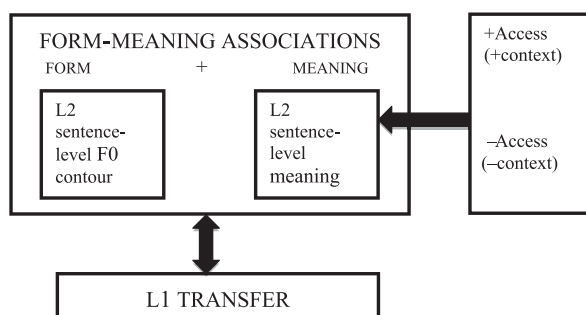 FORM-MEANING ASSOCIATIONS
FORM + MEANING
L2
sentence-
level F0
contour
L2
sentence-
level
meaning
+Access
(+context)
–Access
(–context)
L1 TRANSFER